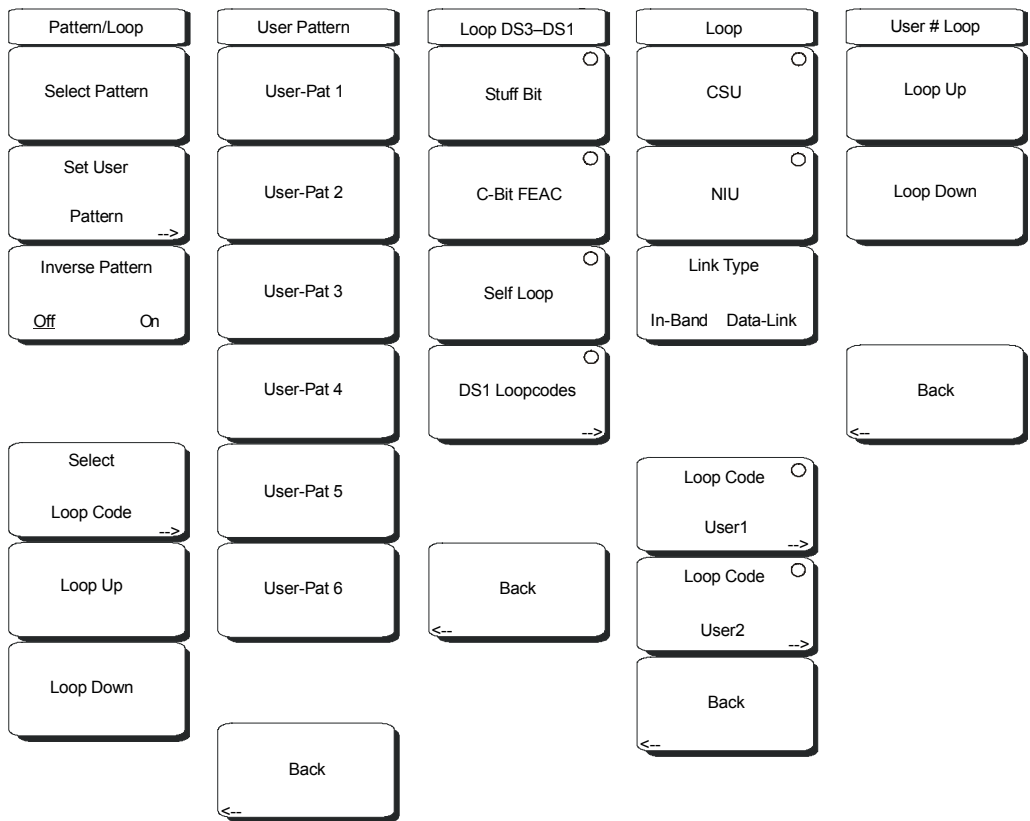 Pattern/Loop
Select Pattern
Set User
Pattern
-->
Inverse Pattern
Off On
Select
Loop Code
-->
Loop Up
Loop Down
User Pattern
User-Pat 1
User-Pat 2
User-Pat 3
User-Pat 4
User-Pat 5
User-Pat 6
Back
<--
Loop DS3–DS1
Stuff Bit
C-Bit FEAC
Self Loop
DS1 Loopcodes
-->
Back
<--
Loop
CSU
NIU
Link Type
In-Band Data-Link
Loop Code
User1
-->
Loop Code
User2
-->
Back
<--
User # Loop
Loop Up
Loop Down
Back
<--